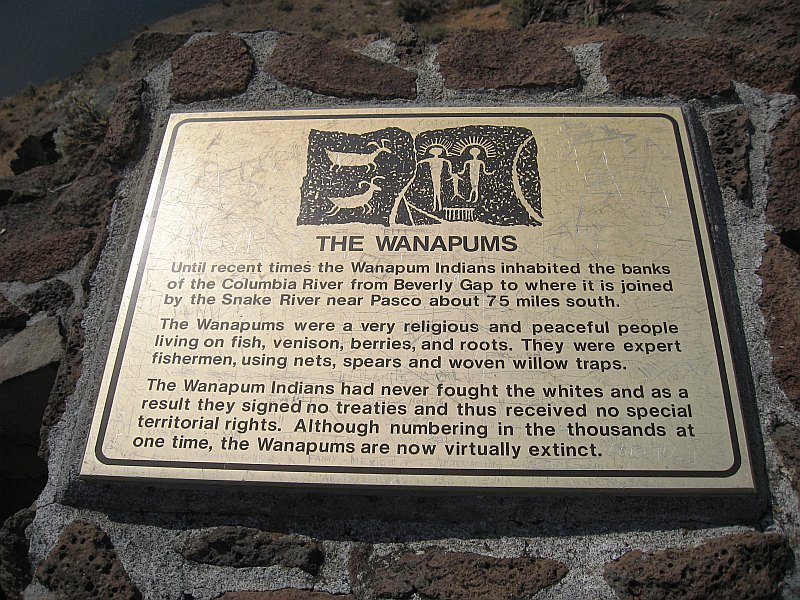 THE WANAPUMS
Until recent times the Wanapum Indians inhabited the banks
of the Columbia River from Beverly Gap to where it is joined
by the Snake River near Pasco about 75 miles south.
The Wanapums were a very religious and peaceful people
living on fish, venison, berries, and roots. They were expert
fishermen, using nets, spears and woven willow traps.
The Wanapum Indians had never fought the whites and as a
result they signed no treaties and thus received no special
territorial rights. Although numbering in the thousands at
one time, the Wanapums are now virtually extinct.